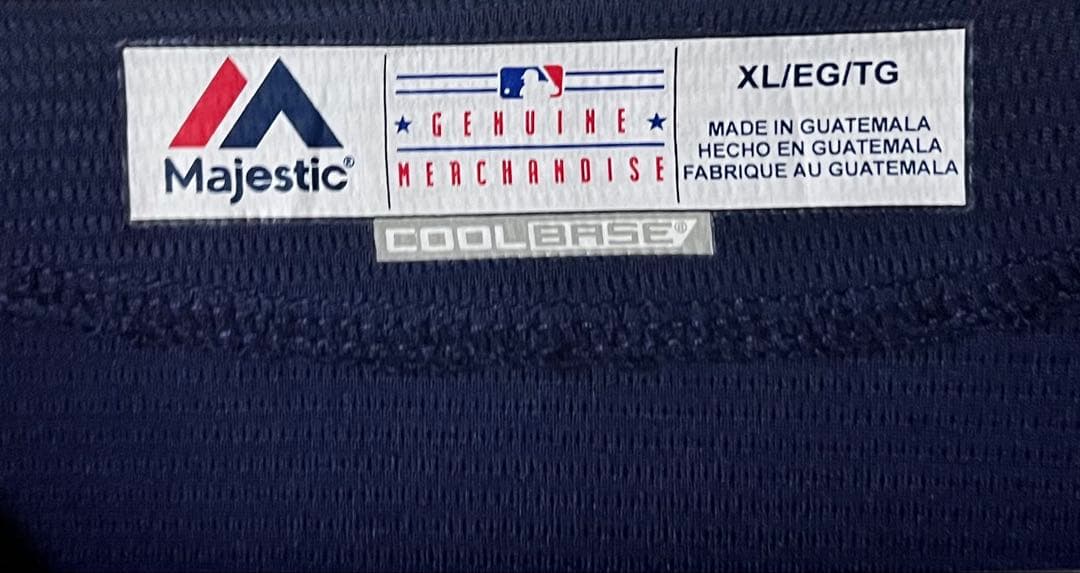 Majestic®
GENUINE
MERCHANDISE
XL/EG/TG
MADE IN GUATEMALA
HECHO EN GUATEMALA
FABRIQUE AU GUATEMALA
COOLBASE®